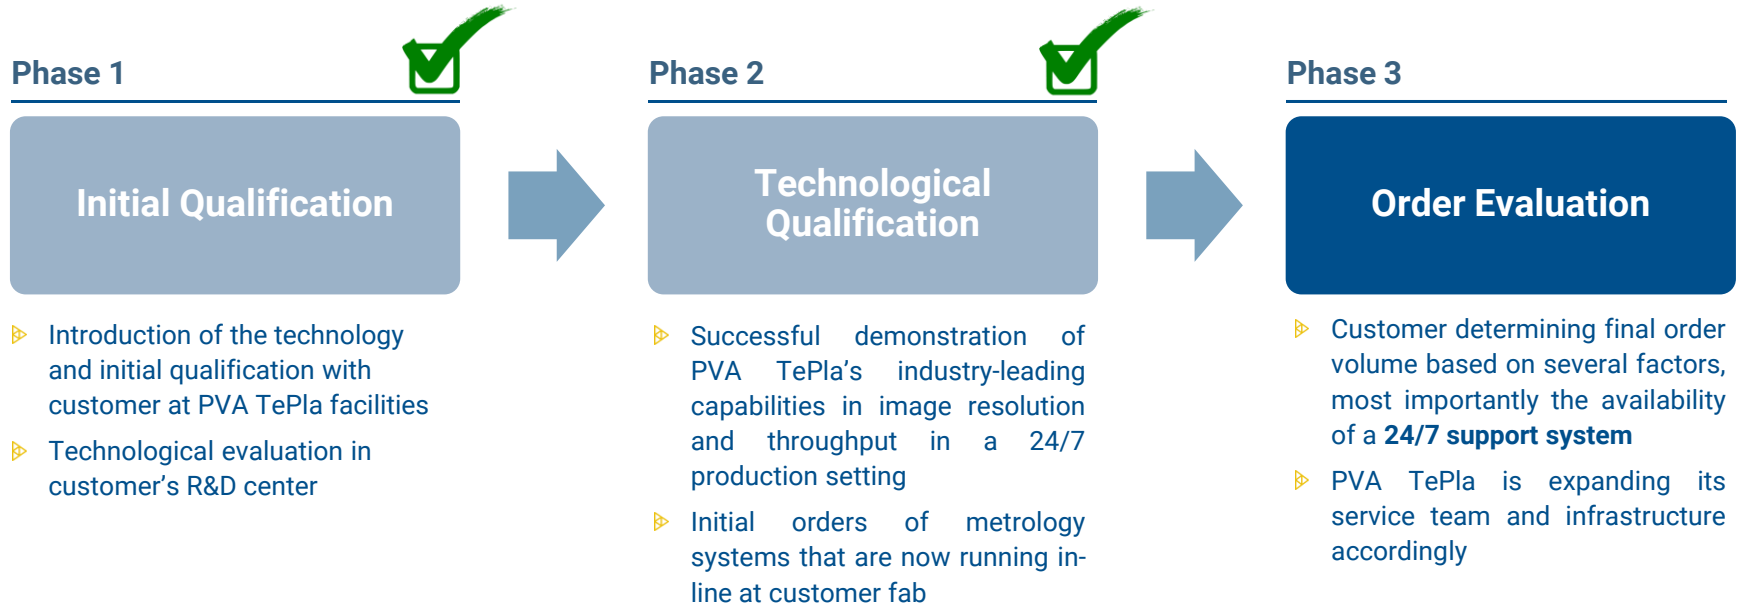 Phase 1
Initial Qualification
Introduction of the technology
and initial qualification with
customer at PVA TePla facilities
Technological evaluation in
customer's R&D center
Phase 2
Technological
Qualification
Successful demonstration of
PVA TePla's industry-leading
capabilities in image resolution
and throughput in a 24/7
production setting
Initial orders of metrology
systems that are now running in-
line at customer fab
Phase 3
Order Evaluation
Customer determining final order
volume based on several factors,
most importantly the availability
of a 24/7 support system
PVA TePla is expanding its
service team and infrastructure
accordingly